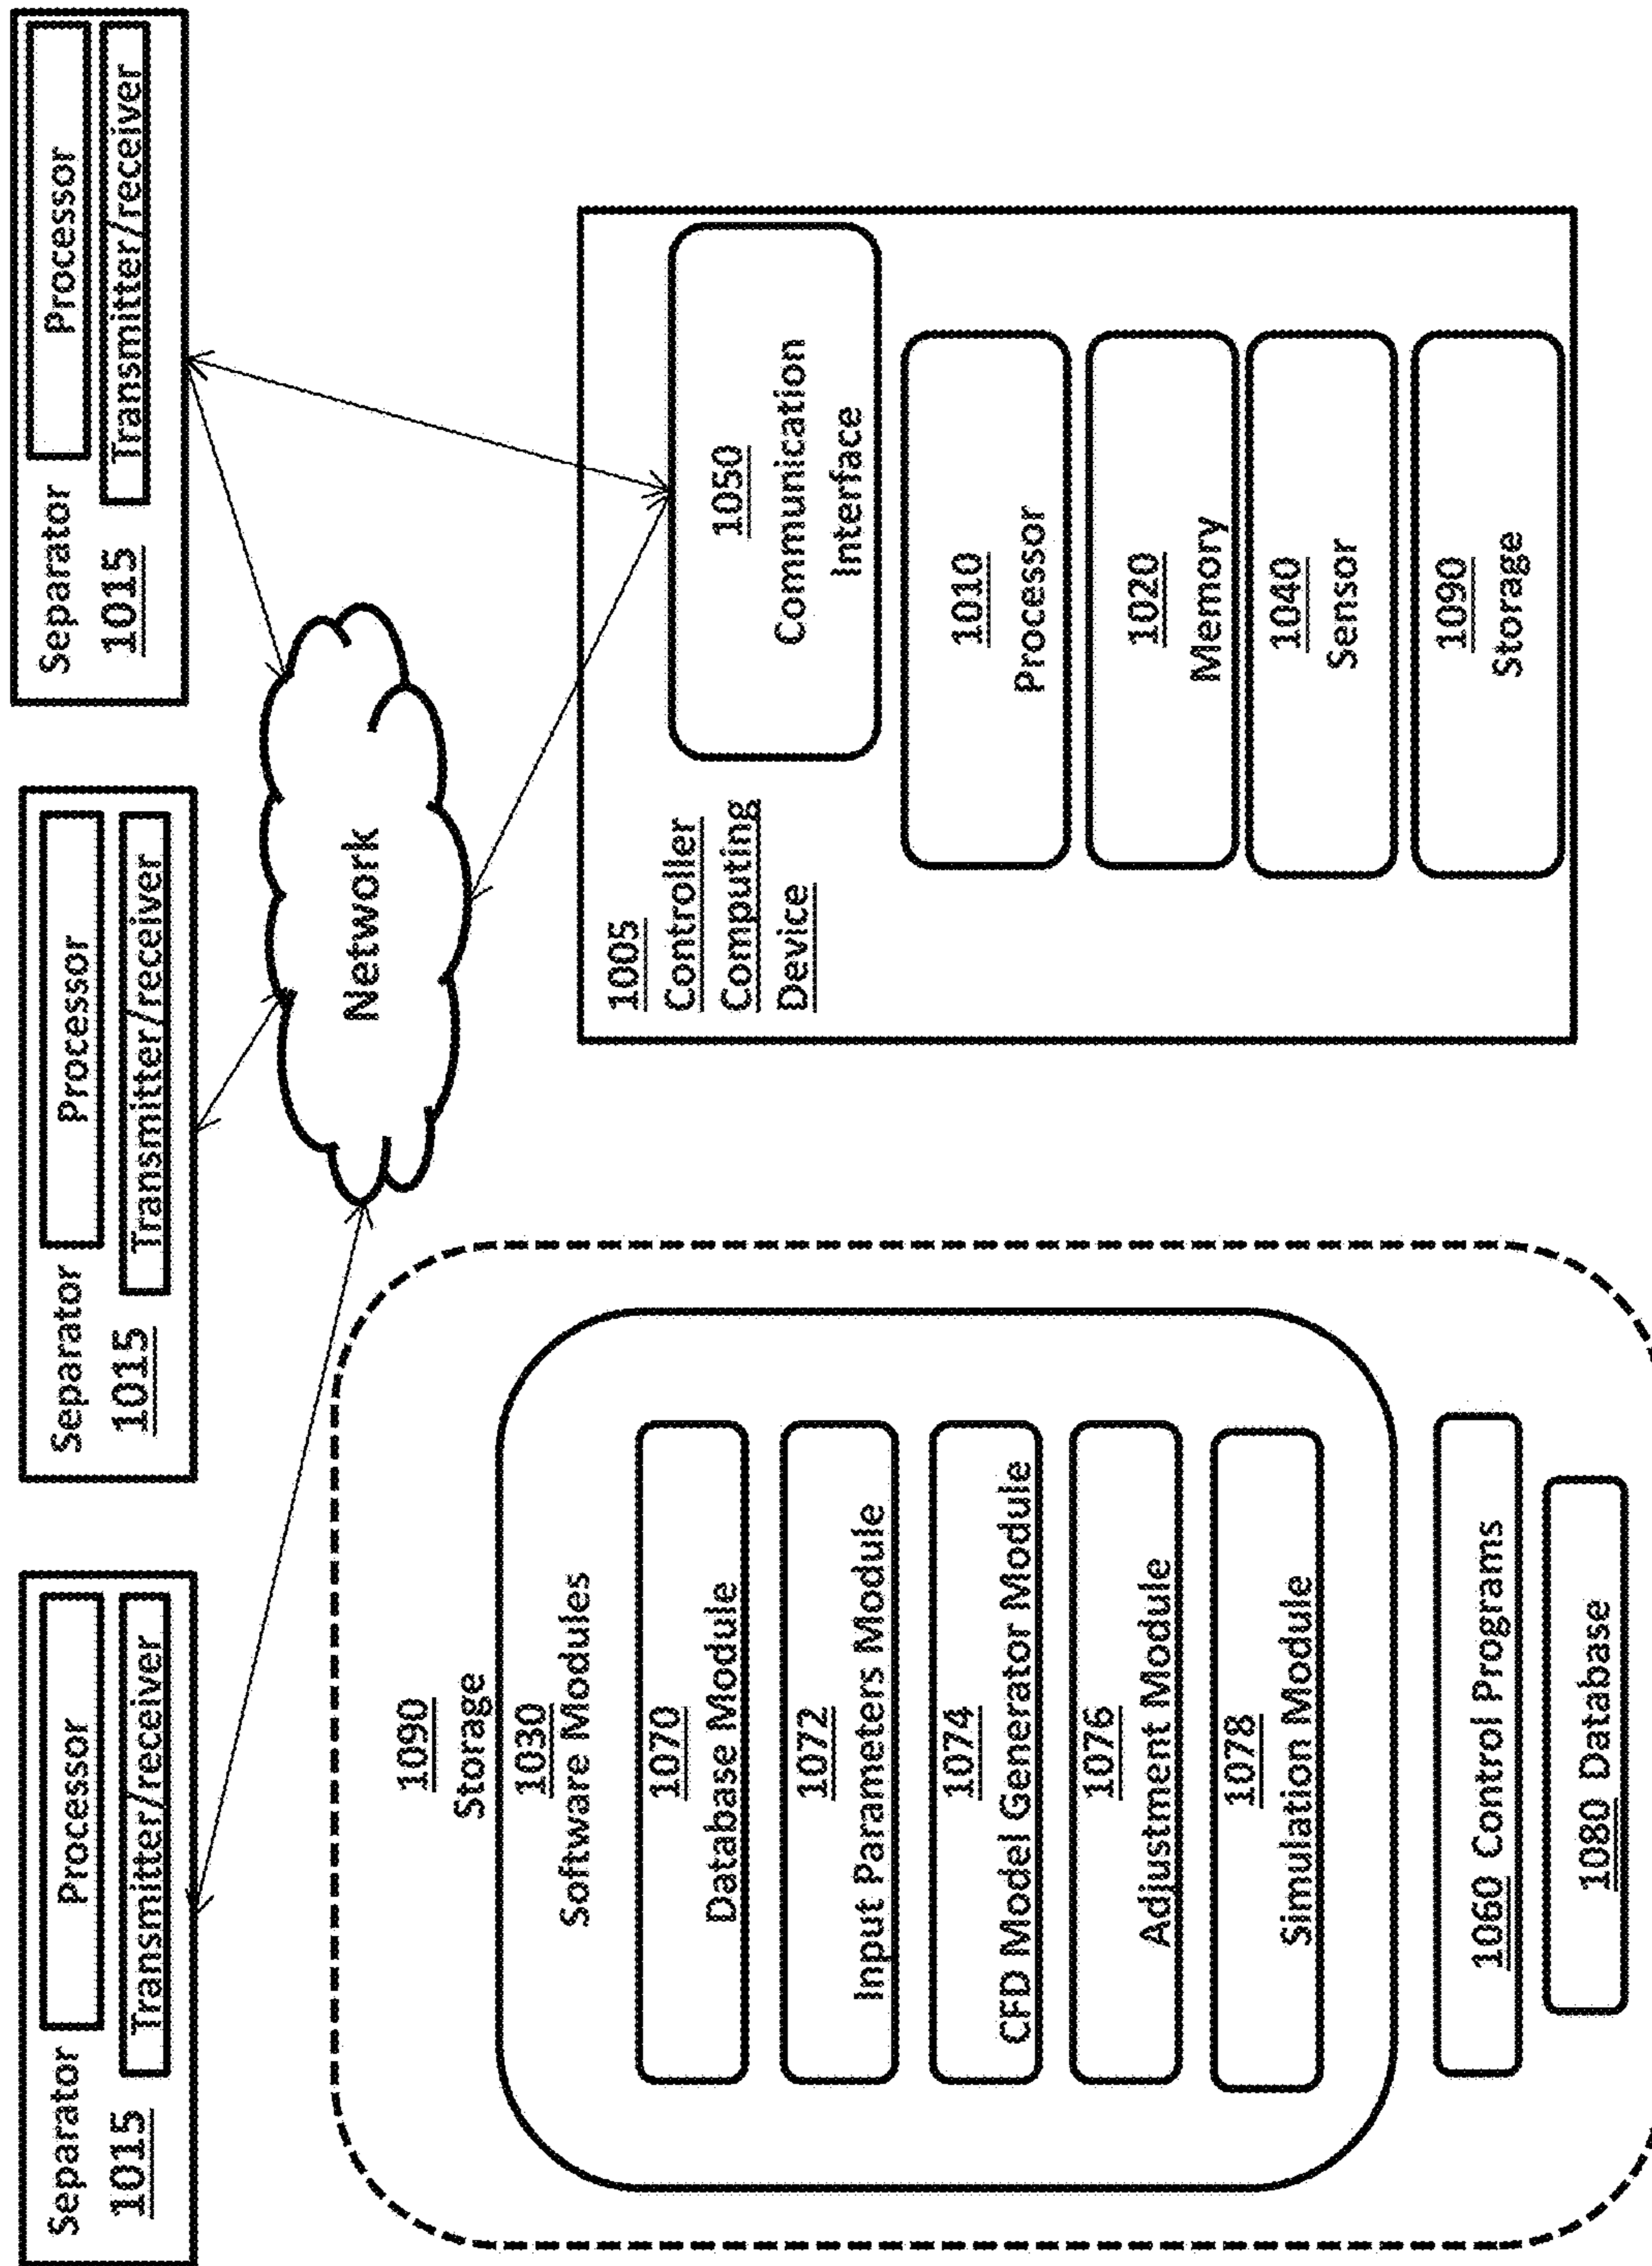 Separator
1015
Processor
Transmitter/receiver
Separator
1015
Processor
Transmitter/receiver
Separator
1015
Processor
Transmitter/receiver
Network
1090
Storage
1030
Software Modules
1070
Database Module
1072
Input Parameters Module
1074
CFD Model Generator Module
1076
Adjustment Module
1078
Simulation Module
1060 Control Programs
1080 Database
1005
Controller
Computing
Device
1050
Communication
Interface
1010
Processor
1020
Memory
1040
Sensor
1090
Storage